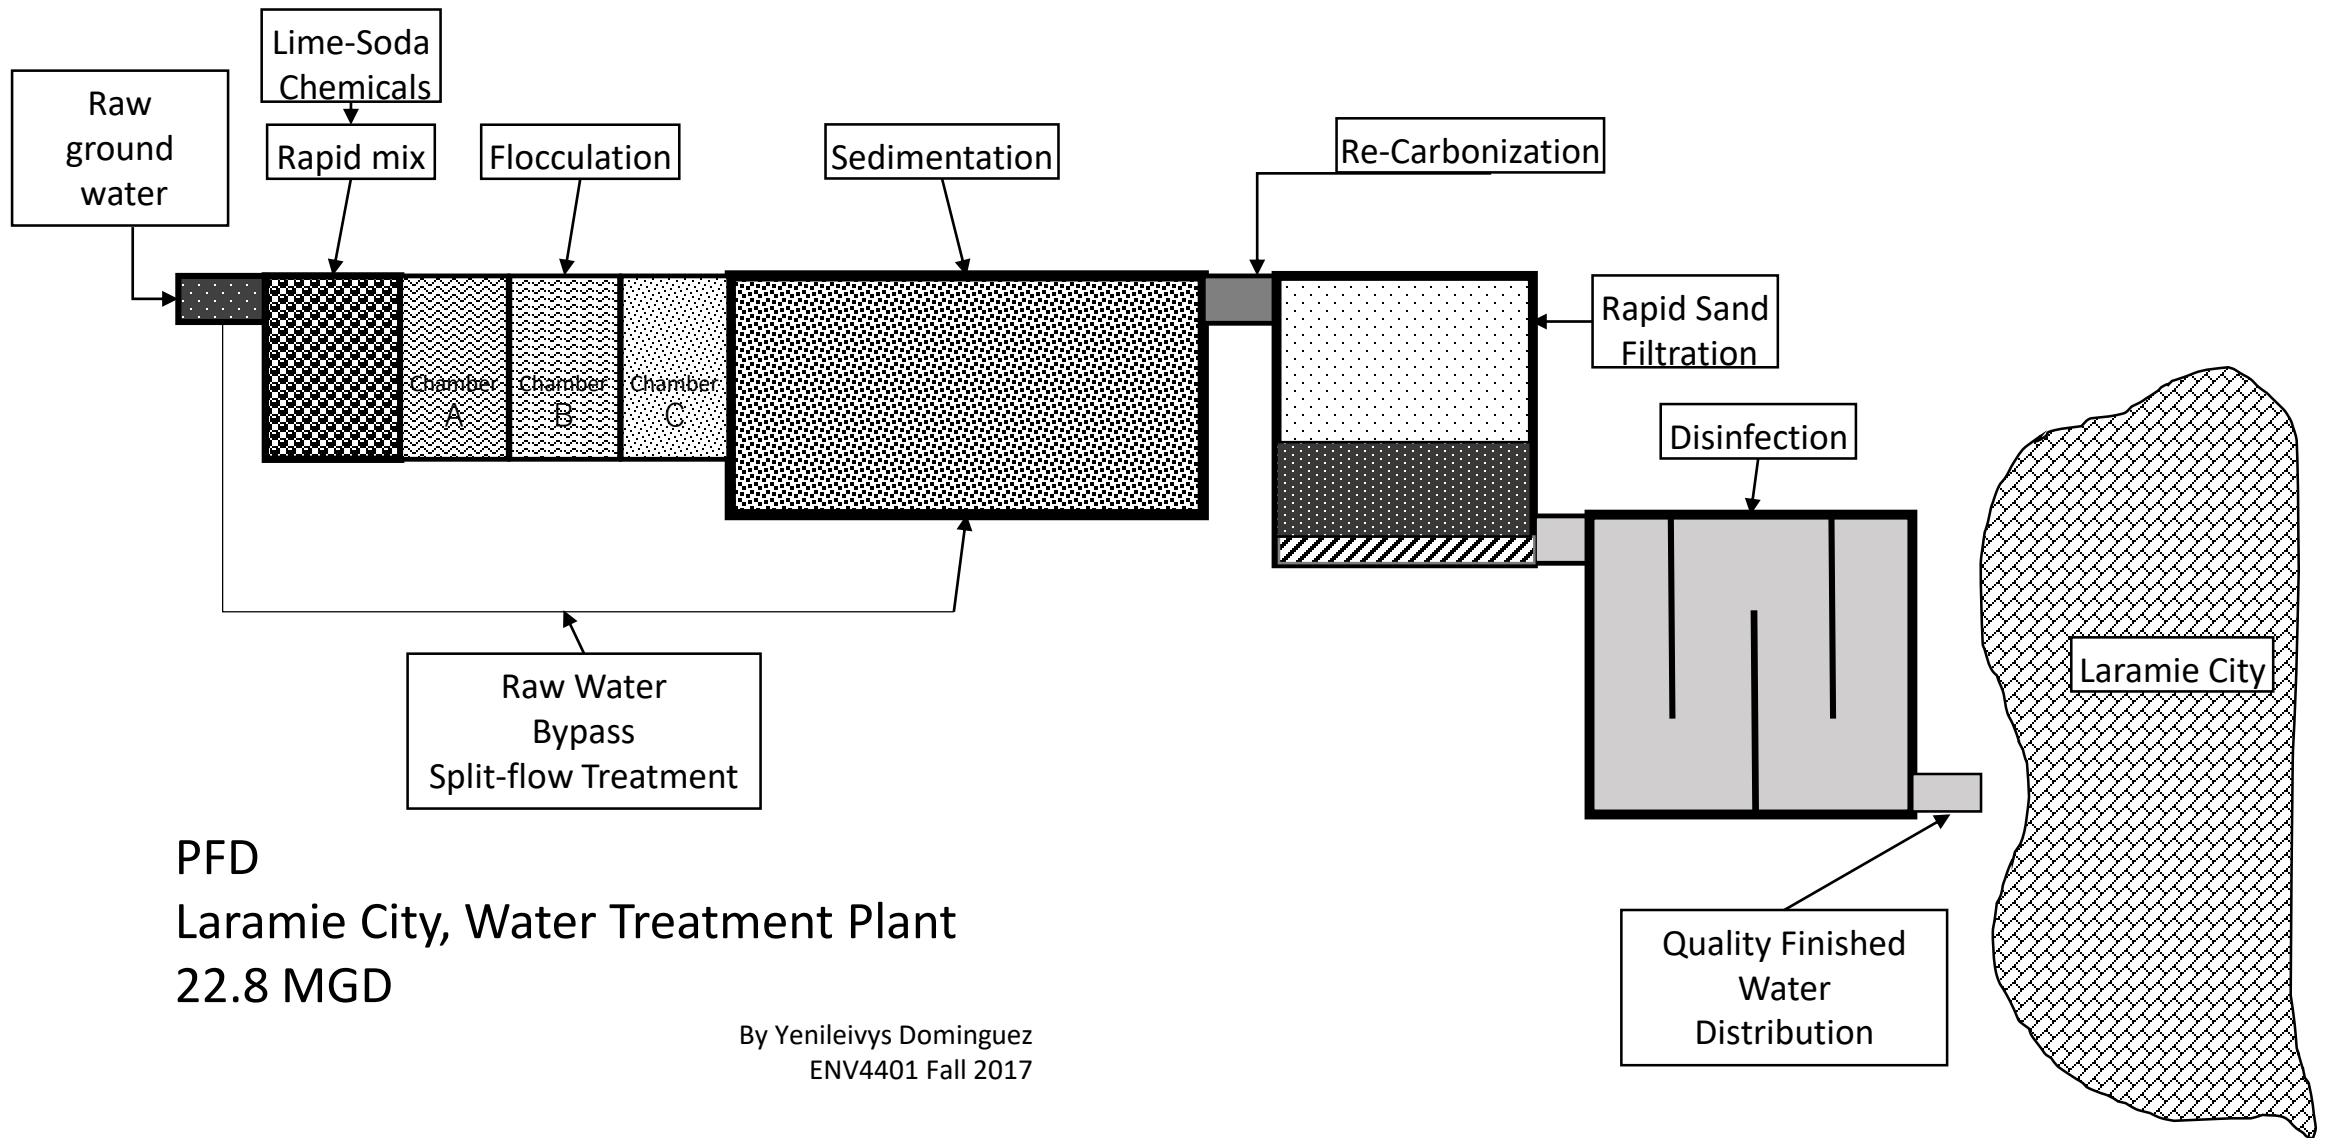 Lime-Soda
Chemicals
Raw
ground
water
Rapid mix
Flocculation
Sedimentation
Re-Carbonization
Rapid Sand
Filtration
Chamber
A
Chamber
B
Chamber
C
Disinfection
Laramie City
Raw Water
Bypass
Split-flow Treatment
PFD
Laramie City, Water Treatment Plant
22.8 MGD
Quality Finished
Water
Distribution
By Yenileivys Dominguez
ENV4401 Fall 2017